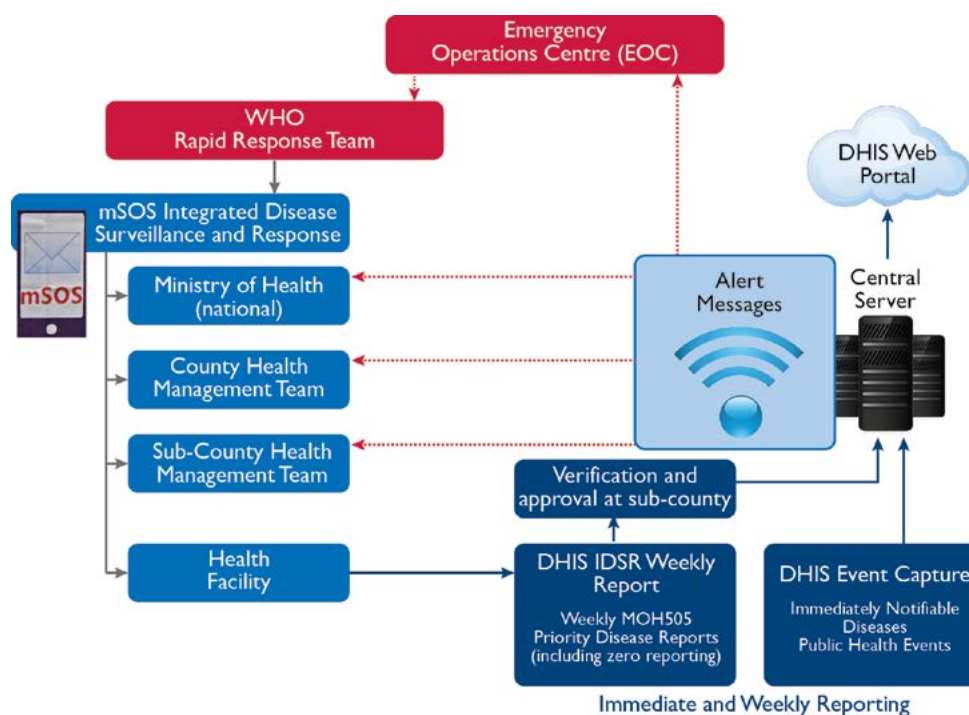 Emergency
Operations Centre (EOC)
WHO
Rapid Response Team
DHIS Web
Portal
mSOS Integrated Disease
Surveillance and Response
mSOS
Ministry of Health
(national)
Alert
Messages
Central
Server
County Health
Management Team
Sub-County Health
Management Team
Verification and
approval at sub-county
Health
Facility
DHIS IDSR Weekly
Report
Weekly MOH505
Priority Disease Reports
(including zero reporting)
DHIS Event Capture
Immediately Notifiable
Diseases
Public Health Events
Immediate and Weekly Reporting